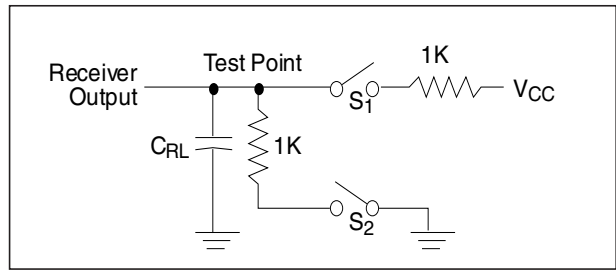 Receiver
Output
Test Point
1K
S1
VCC
CRL
1K
S2